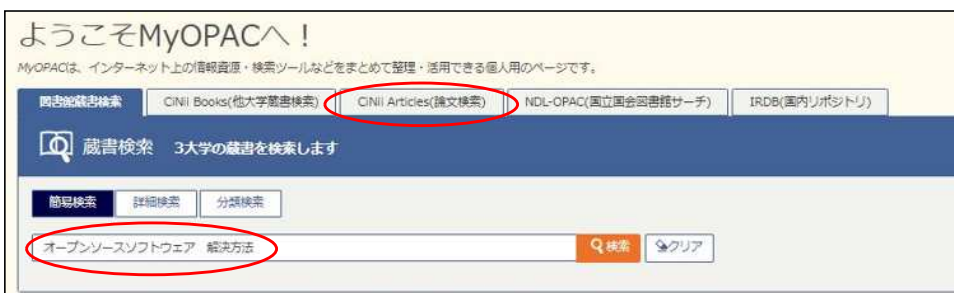 ようこそMyOPACへ！
MyOPACは、インターネット上の情報資源・検索ツールなどをまとめて整理・活用できる個人用のページです。
図書館蔵書検索 CiNii Books(他大学蔵書検索) CiNii Articles(論文検索) NDL-OPAC(国立国会図書館サーチ) IRDB(国内リポジトリ)
蔵書検索 3大学の蔵書を検索します
簡易検索 詳細検索 分類検索
オープンソースソフトウェア 解決方法 検索 クリア